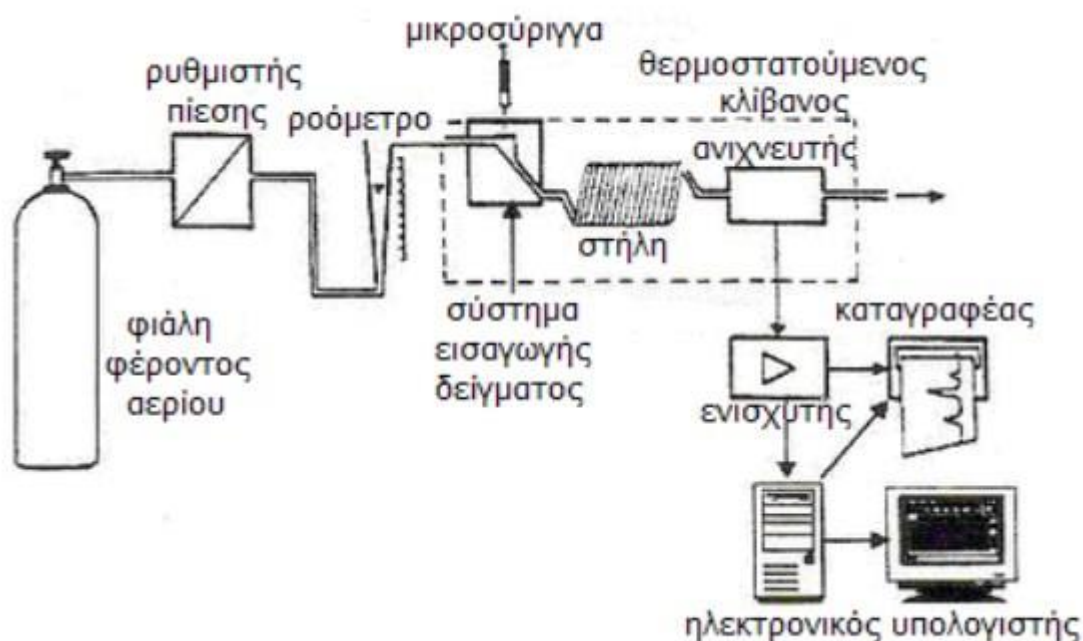 μικροσύριγγα
ρυθμιστής
πίεσης
ροόμετρο
θερμοστατούμενος
κλίβανος
ανιχνευτής
στήλη
φιάλη
φέροντος
αερίου
σύστημα
εισαγωγής
δείγματος
καταγραφέας
ενισχυτής
ηλεκτρονικός υπολογιστής